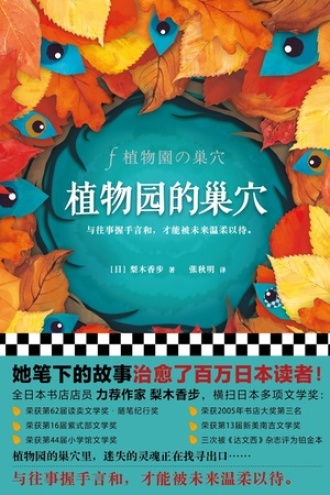 f 植物園の巣穴
植物园的巢穴
与往事握手言和，才能被未来温柔以待。
［日］梨木香步 著 张秋明 译
她笔下的故事治愈了百万日本读者！
全日本书店店员 力荐作家 梨木香步，横扫日本多项文学奖：
荣获第62届读卖文学奖·随笔纪行奖 荣获2005年书店大奖第三名
荣获第16届紫式部文学奖 荣获第13届新美南吉文学奖
荣获第44届小学馆文学奖 三次被《达文西》杂志评为铂金本
植物园的巢穴里，迷失的灵魂正在找寻出口……
与往事握手言和，才能被未来温柔以待。